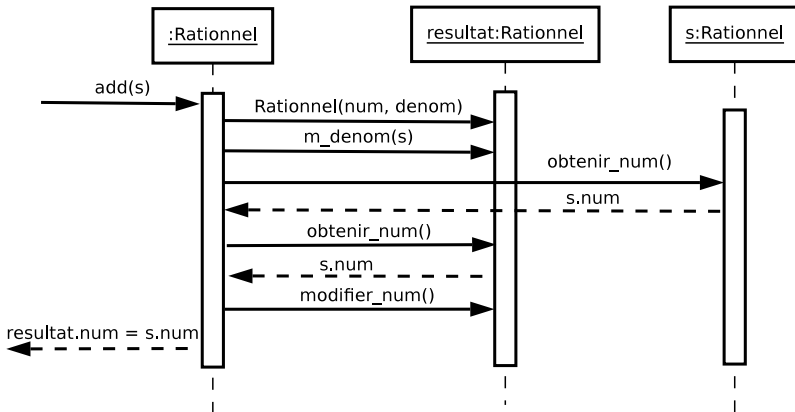 :Rationnel
resultat:Rationnel
s:Rationnel
add(s)
Rationnel(num, denom)
m_denom(s)
obtenir_num()
s.num
obtenir_num()
s.num
modifier_num()
resultat.num = s.num